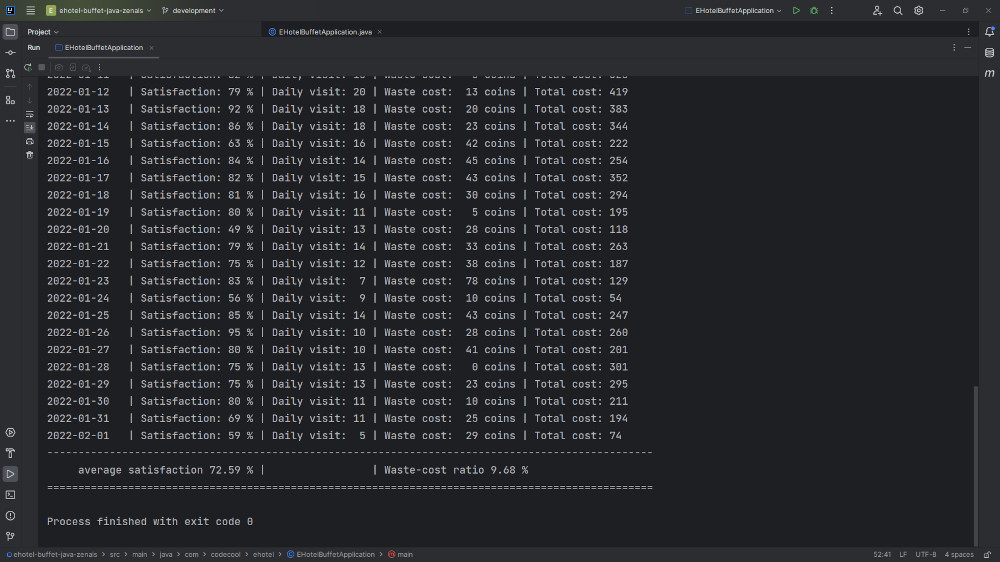 E ehotel-buffet-java-zenais development EHotelBuffetApplication
Project EHotelBuffetApplication.java
Run EHotelBuffetApplication
2022-01-12 | Satisfaction: 79 % | Daily visit: 20 | Waste cost: 13 coins | Total cost: 419
2022-01-13 | Satisfaction: 92 % | Daily visit: 18 | Waste cost: 20 coins | Total cost: 383
2022-01-14 | Satisfaction: 86 % | Daily visit: 18 | Waste cost: 23 coins | Total cost: 344
2022-01-15 | Satisfaction: 63 % | Daily visit: 16 | Waste cost: 42 coins | Total cost: 222
2022-01-16 | Satisfaction: 84 % | Daily visit: 14 | Waste cost: 45 coins | Total cost: 254
2022-01-17 | Satisfaction: 82 % | Daily visit: 15 | Waste cost: 43 coins | Total cost: 352
2022-01-18 | Satisfaction: 81 % | Daily visit: 16 | Waste cost: 30 coins | Total cost: 294
2022-01-19 | Satisfaction: 80 % | Daily visit: 11 | Waste cost: 5 coins | Total cost: 195
2022-01-20 | Satisfaction: 49 % | Daily visit: 13 | Waste cost: 28 coins | Total cost: 118
2022-01-21 | Satisfaction: 79 % | Daily visit: 14 | Waste cost: 33 coins | Total cost: 263
2022-01-22 | Satisfaction: 75 % | Daily visit: 12 | Waste cost: 38 coins | Total cost: 187
2022-01-23 | Satisfaction: 83 % | Daily visit: 7 | Waste cost: 78 coins | Total cost: 129
2022-01-24 | Satisfaction: 56 % | Daily visit: 9 | Waste cost: 10 coins | Total cost: 54
2022-01-25 | Satisfaction: 85 % | Daily visit: 14 | Waste cost: 43 coins | Total cost: 247
2022-01-26 | Satisfaction: 95 % | Daily visit: 10 | Waste cost: 28 coins | Total cost: 260
2022-01-27 | Satisfaction: 80 % | Daily visit: 10 | Waste cost: 41 coins | Total cost: 201
2022-01-28 | Satisfaction: 75 % | Daily visit: 13 | Waste cost: 0 coins | Total cost: 301
2022-01-29 | Satisfaction: 75 % | Daily visit: 13 | Waste cost: 23 coins | Total cost: 295
2022-01-30 | Satisfaction: 80 % | Daily visit: 11 | Waste cost: 10 coins | Total cost: 211
2022-01-31 | Satisfaction: 69 % | Daily visit: 11 | Waste cost: 25 coins | Total cost: 194
2022-02-01 | Satisfaction: 59 % | Daily visit: 5 | Waste cost: 29 coins | Total cost: 74
average satisfaction 72.59 % | | Waste-cost ratio 9.68 %
Process finished with exit code 0
ehotel-buffet-java-zenais > src > main > java > com > codecool > ehotel > EHotelBuffetApplication > main 52:41 LF UTF-8 4 spaces